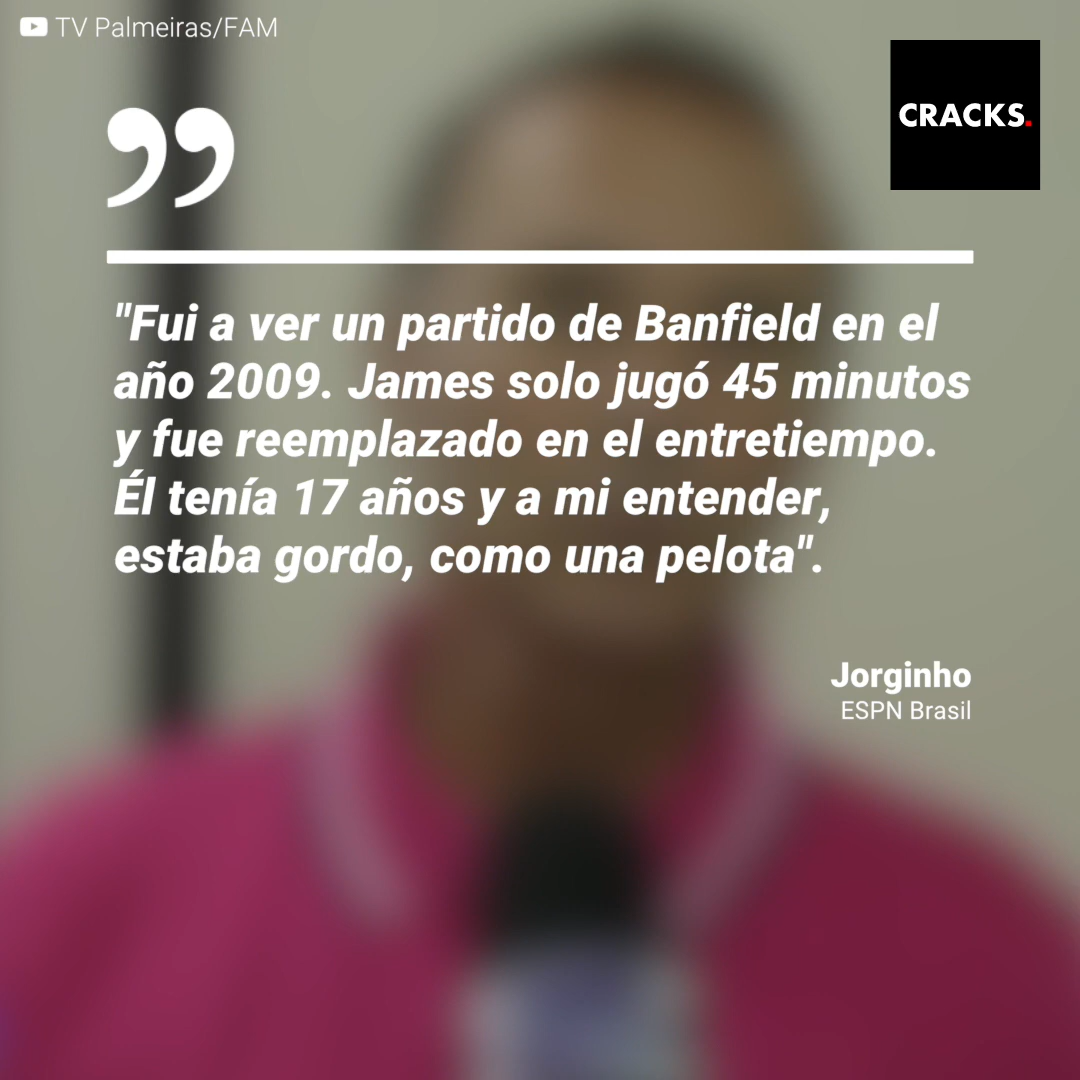 TV Palmeiras/FAM
CRACKS.
"Fui a ver un partido de Banfield en el
año 2009. James solo jugó 45 minutos
y fue reemplazado en el entretiempo.
Él tenía 17 años y a mi entender,
estaba gordo, como una pelota".
Jorginho
ESPN Brasil